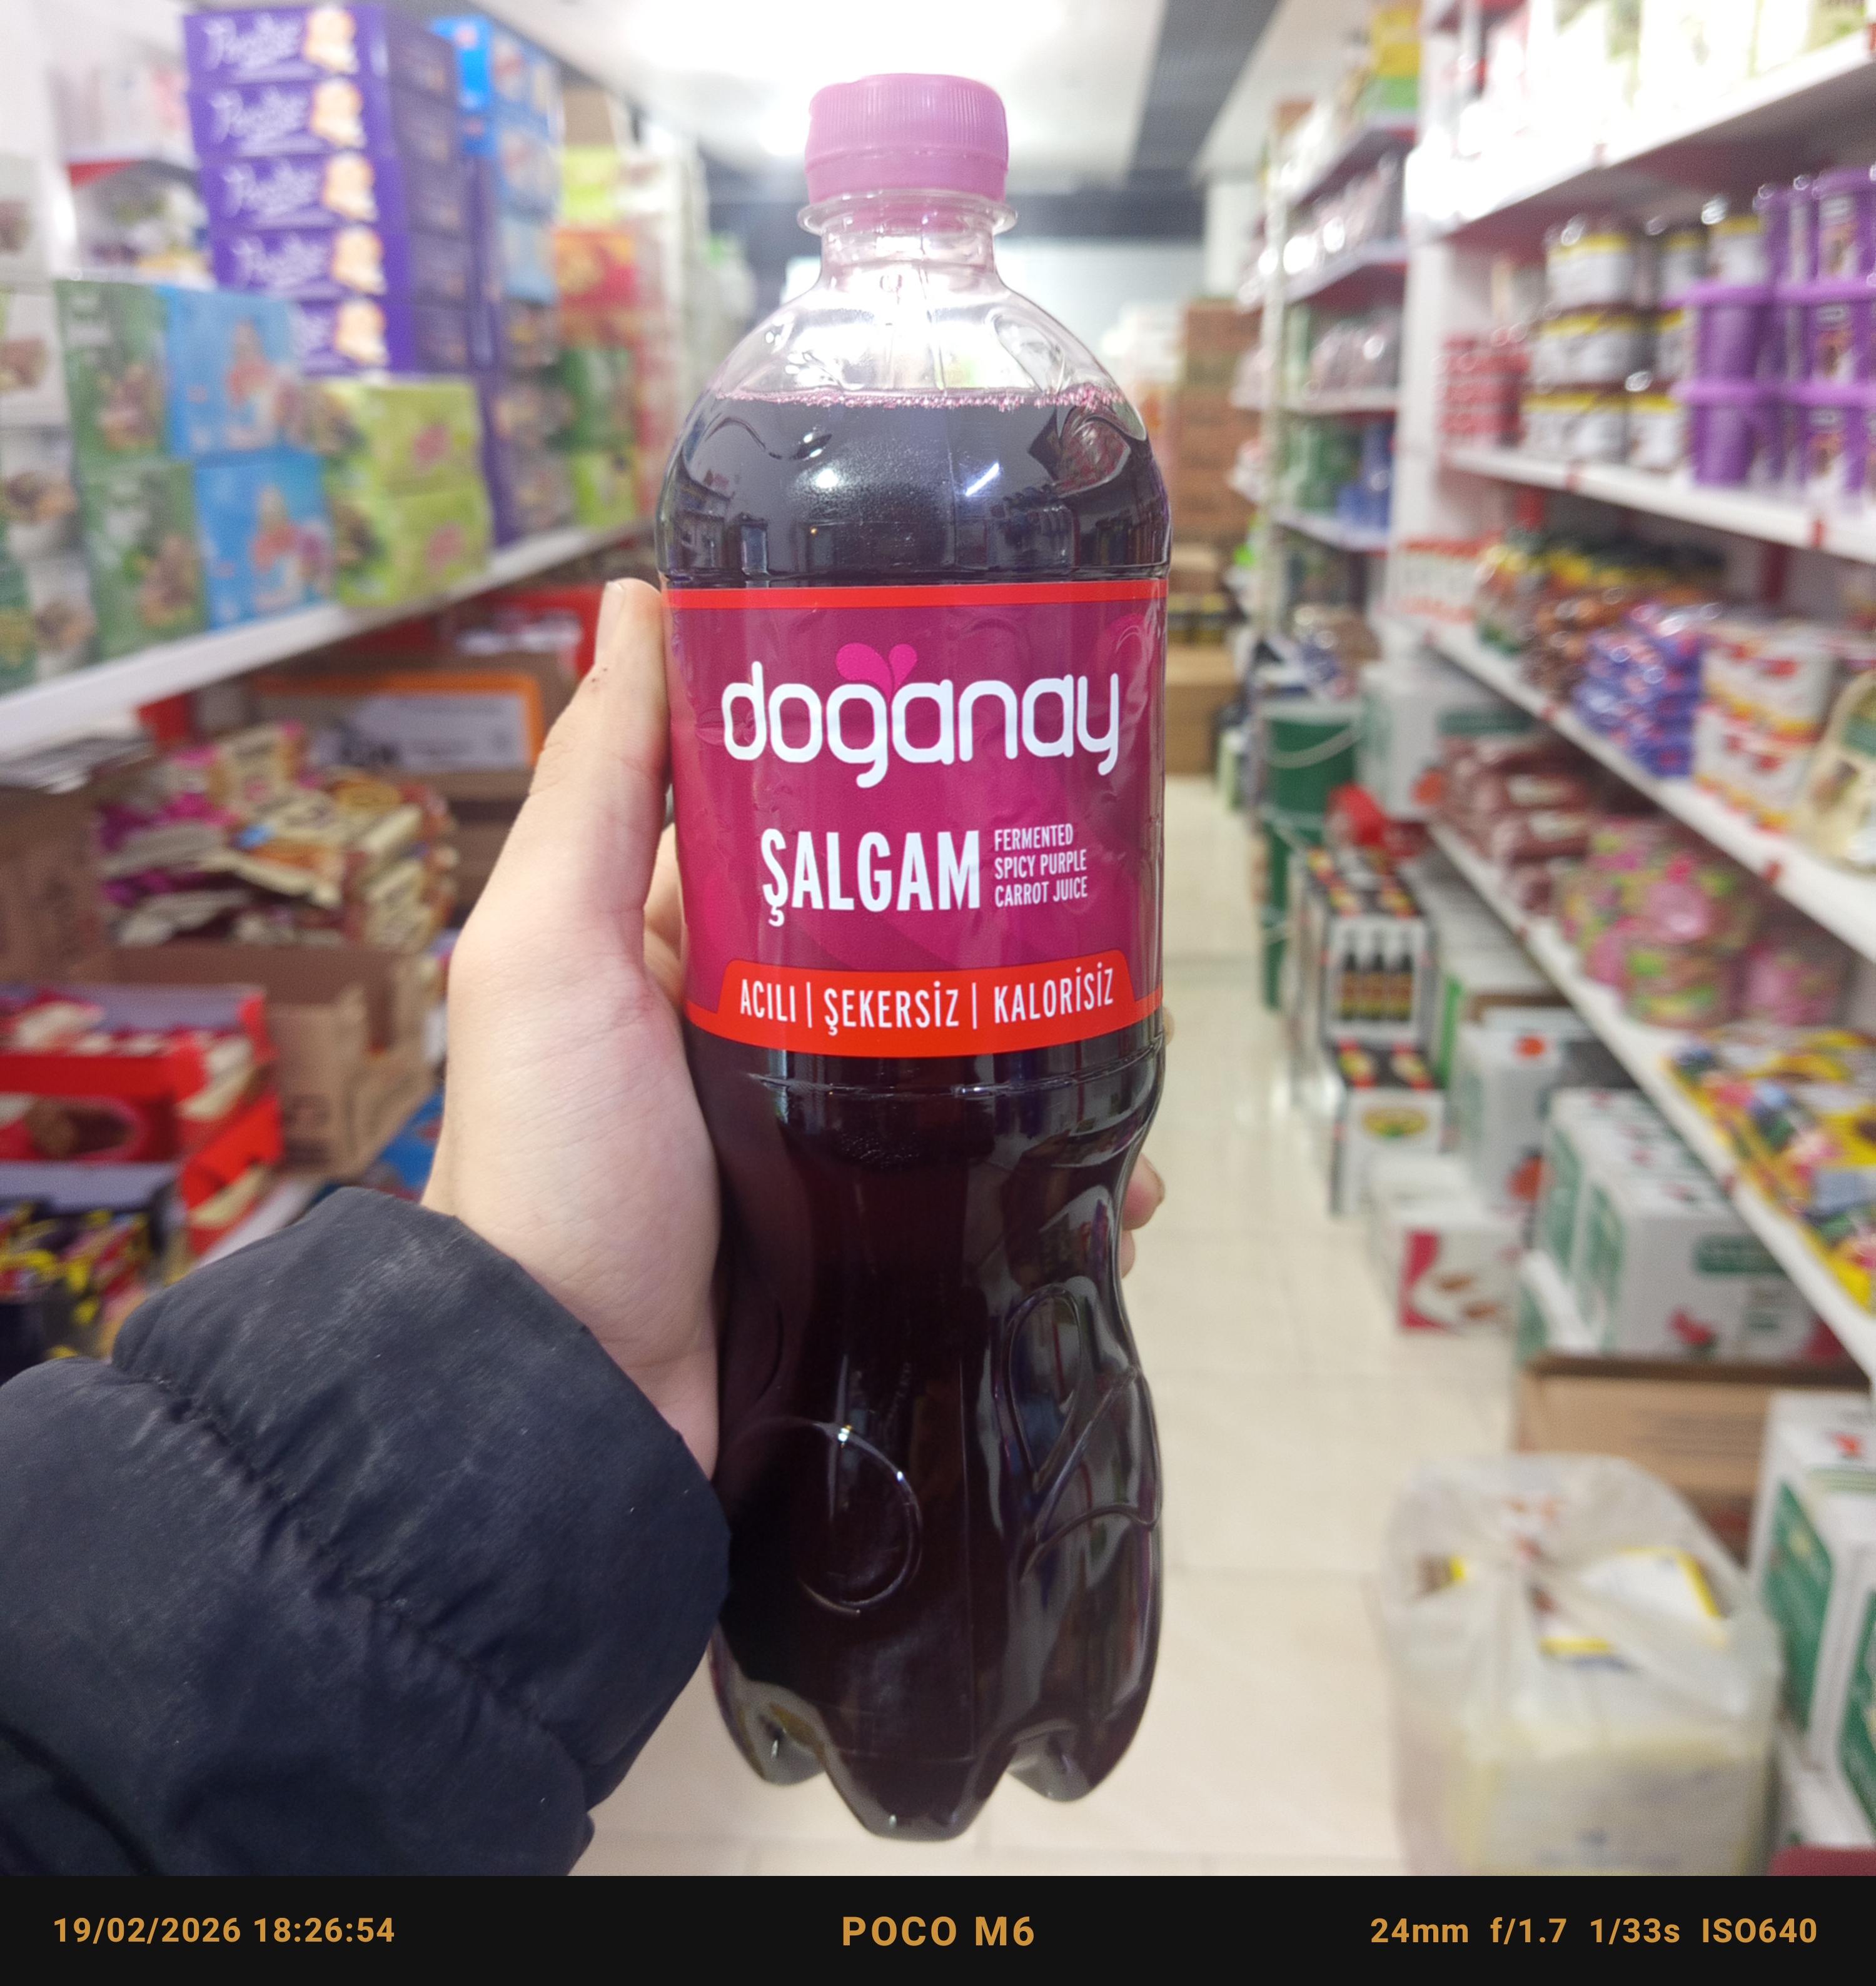 doğanay
ŞALGAM
FERMENTED
SPICY PURPLE
CARROT JUICE
ACILI | ŞEKERSİZ | KALORİSİZ
19/02/2026 18:26:54
POCO M6
24mm f/1.7 1/33s ISO640